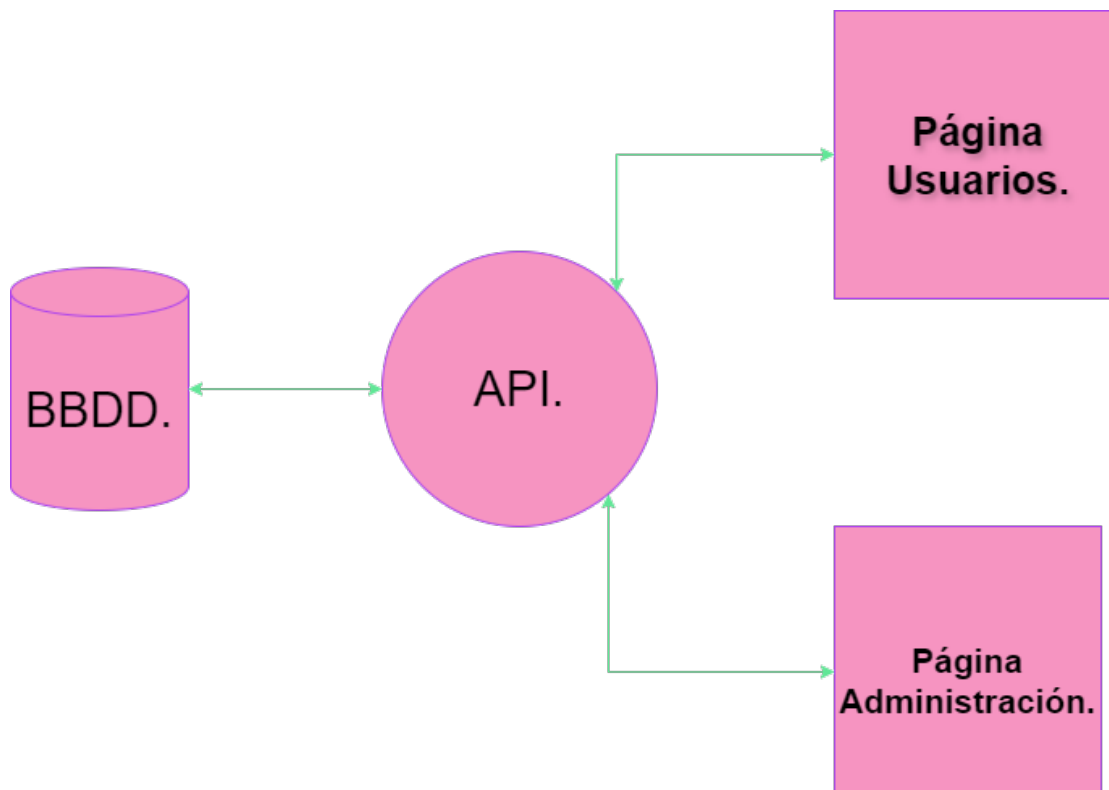 Página
Usuarios.
BBDD.
API.
Página
Administración.